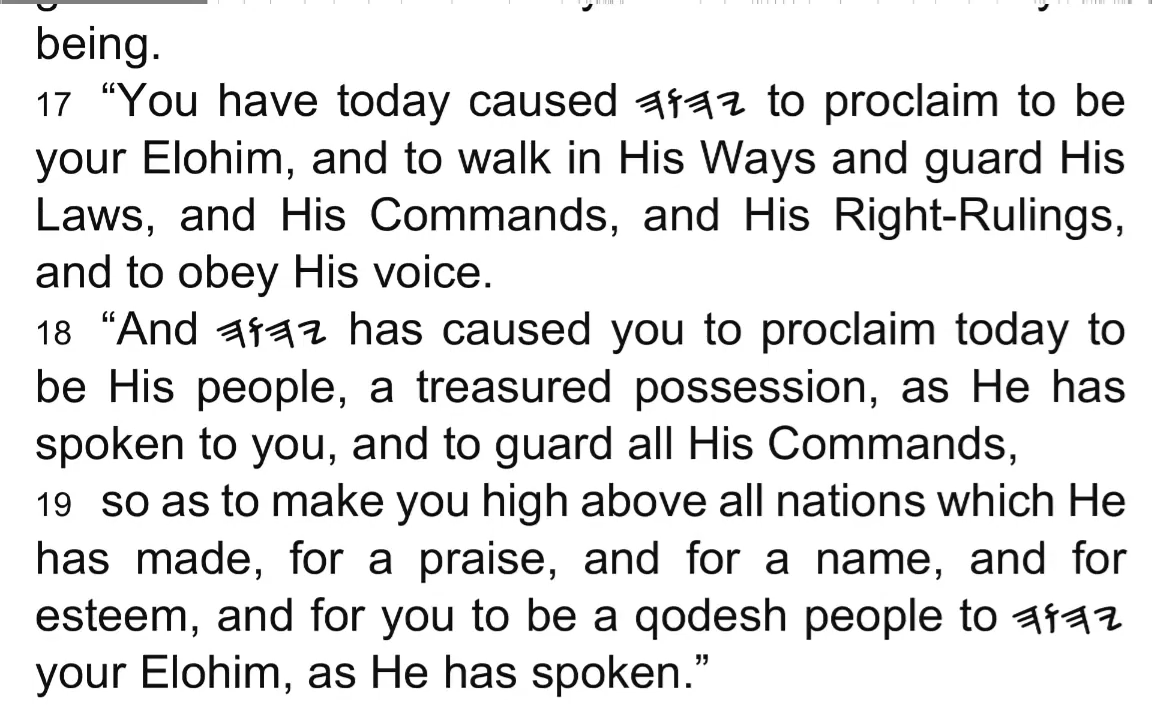 being.
17 “You have today caused 𐤉𐤄𐤅𐤄 to proclaim to be
your Elohim, and to walk in His Ways and guard His
Laws, and His Commands, and His Right-Rulings,
and to obey His voice.
18 “And 𐤉𐤄𐤅𐤄 has caused you to proclaim today to
be His people, a treasured possession, as He has
spoken to you, and to guard all His Commands,
19 so as to make you high above all nations which He
has made, for a praise, and for a name, and for
esteem, and for you to be a qodesh people to 𐤉𐤄𐤅𐤄
your Elohim, as He has spoken.”